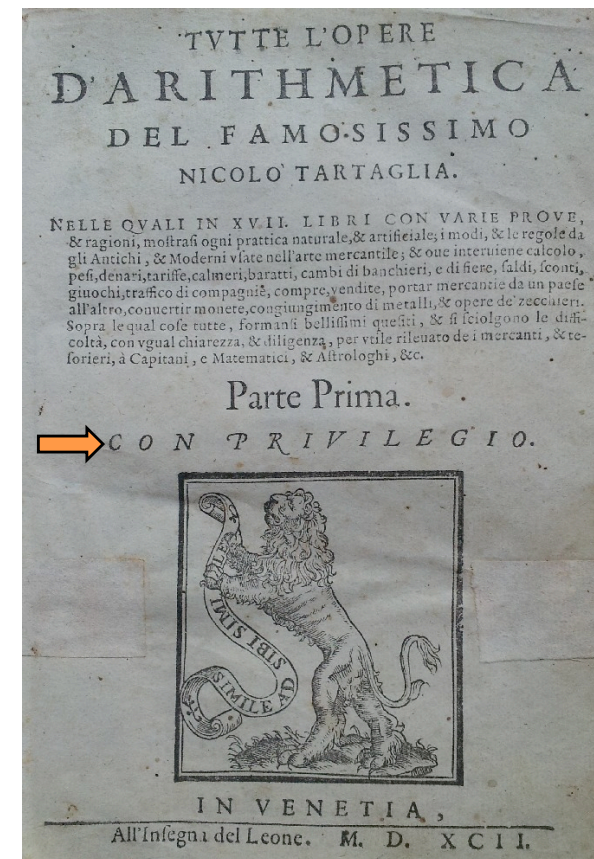 TVTTE L'OPERE
D'ARITHMETICA
DEL FAMOSISSIMO
NICOLO' TARTAGLIA.
NELLE QVALI IN XVII. LIBRI CON VARIE PROVE,
& ragioni, moſtraſi ogni prattica naturale, & artificiale; i modi, & le regole da
gli Antichi, & Moderni vſate nell'arte mercantile; & oue interuiene calcolo,
peſi, denari, tariffe, calmeri, baratti, cambi di banchieri, e di fiere, ſaldi, ſconti,
giuochi, traffico di compagnie, compre, vendite, portar mercantie da un paeſe
all'altro, conuertir monete, congiungimento di metalli, & opere de' zecchieri.
Sopra le qual coſe tutte, formanſi belliſſimi queſiti, & ſi ſciolgono le diffi-
coltà, con vgual chiarezza, & diligenza, per vtile rileuato de i mercanti, & te-
ſorieri, à Capitani, e Matematici, & Aſtrologhi, &c.
Parte Prima.
CON PRIVILEGIO.
SIMILE AD
SIBI SIMILE
IN VENETIA,
All'Inſegna del Leone. M. D. XCII.